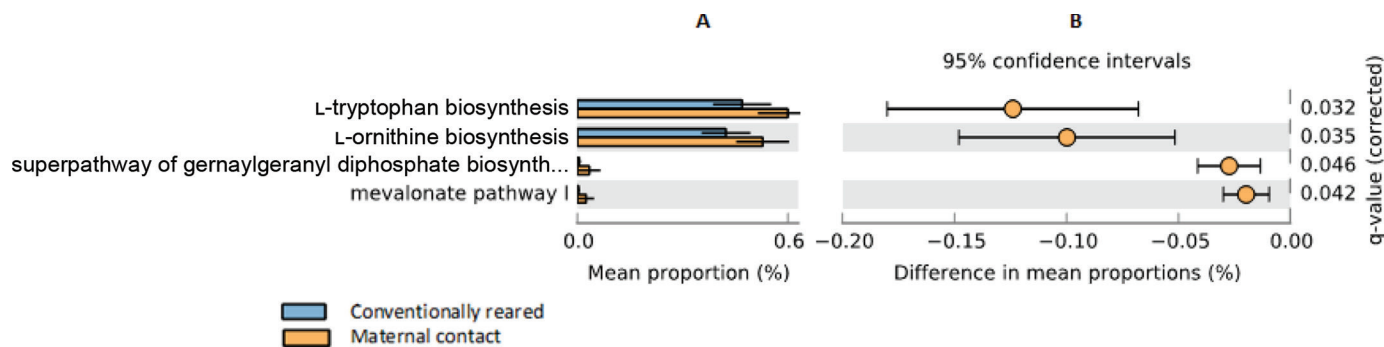 A B
95% confidence intervals
ʟ-tryptophan biosynthesis 0.032
ʟ-ornithine biosynthesis 0.035
superpathway of gernaylgeranyl diphosphate biosynth... 0.046
mevalonate pathway I 0.042
q-value (corrected)
0.0 0.6 −0.20 −0.15 −0.10 −0.05 0.00
Mean proportion (%) Difference in mean proportions (%)
Conventionally reared
Maternal contact